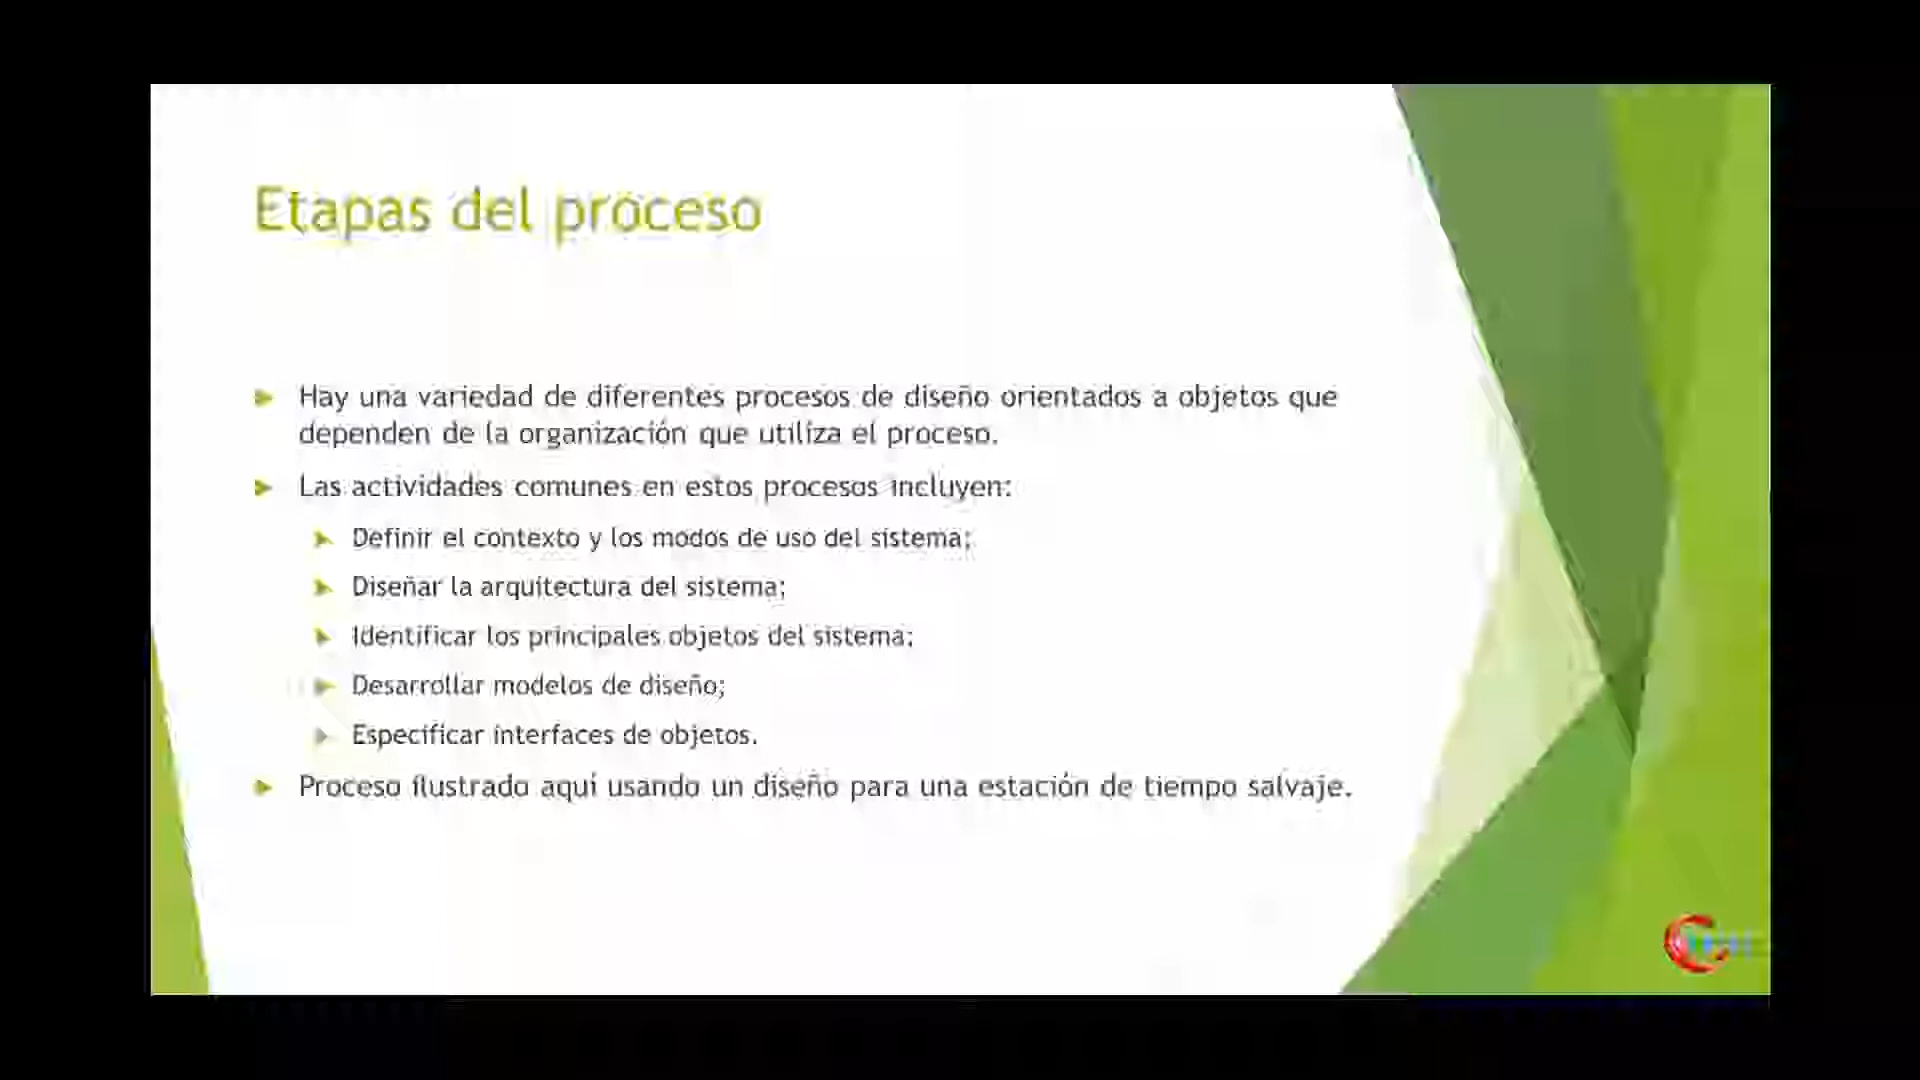 Etapas del proceso
Hay una variedad de diferentes procesos de diseño orientados a objetos que
dependen de la organización que utiliza el proceso.
Las actividades comunes en estos procesos incluyen:
Definir el contexto y los modos de uso del sistema;
Diseñar la arquitectura del sistema;
Identificar los principales objetos del sistema;
Desarrollar modelos de diseño;
Especificar interfaces de objetos.
Proceso ilustrado aquí usando un diseño para una estación de tiempo salvaje.